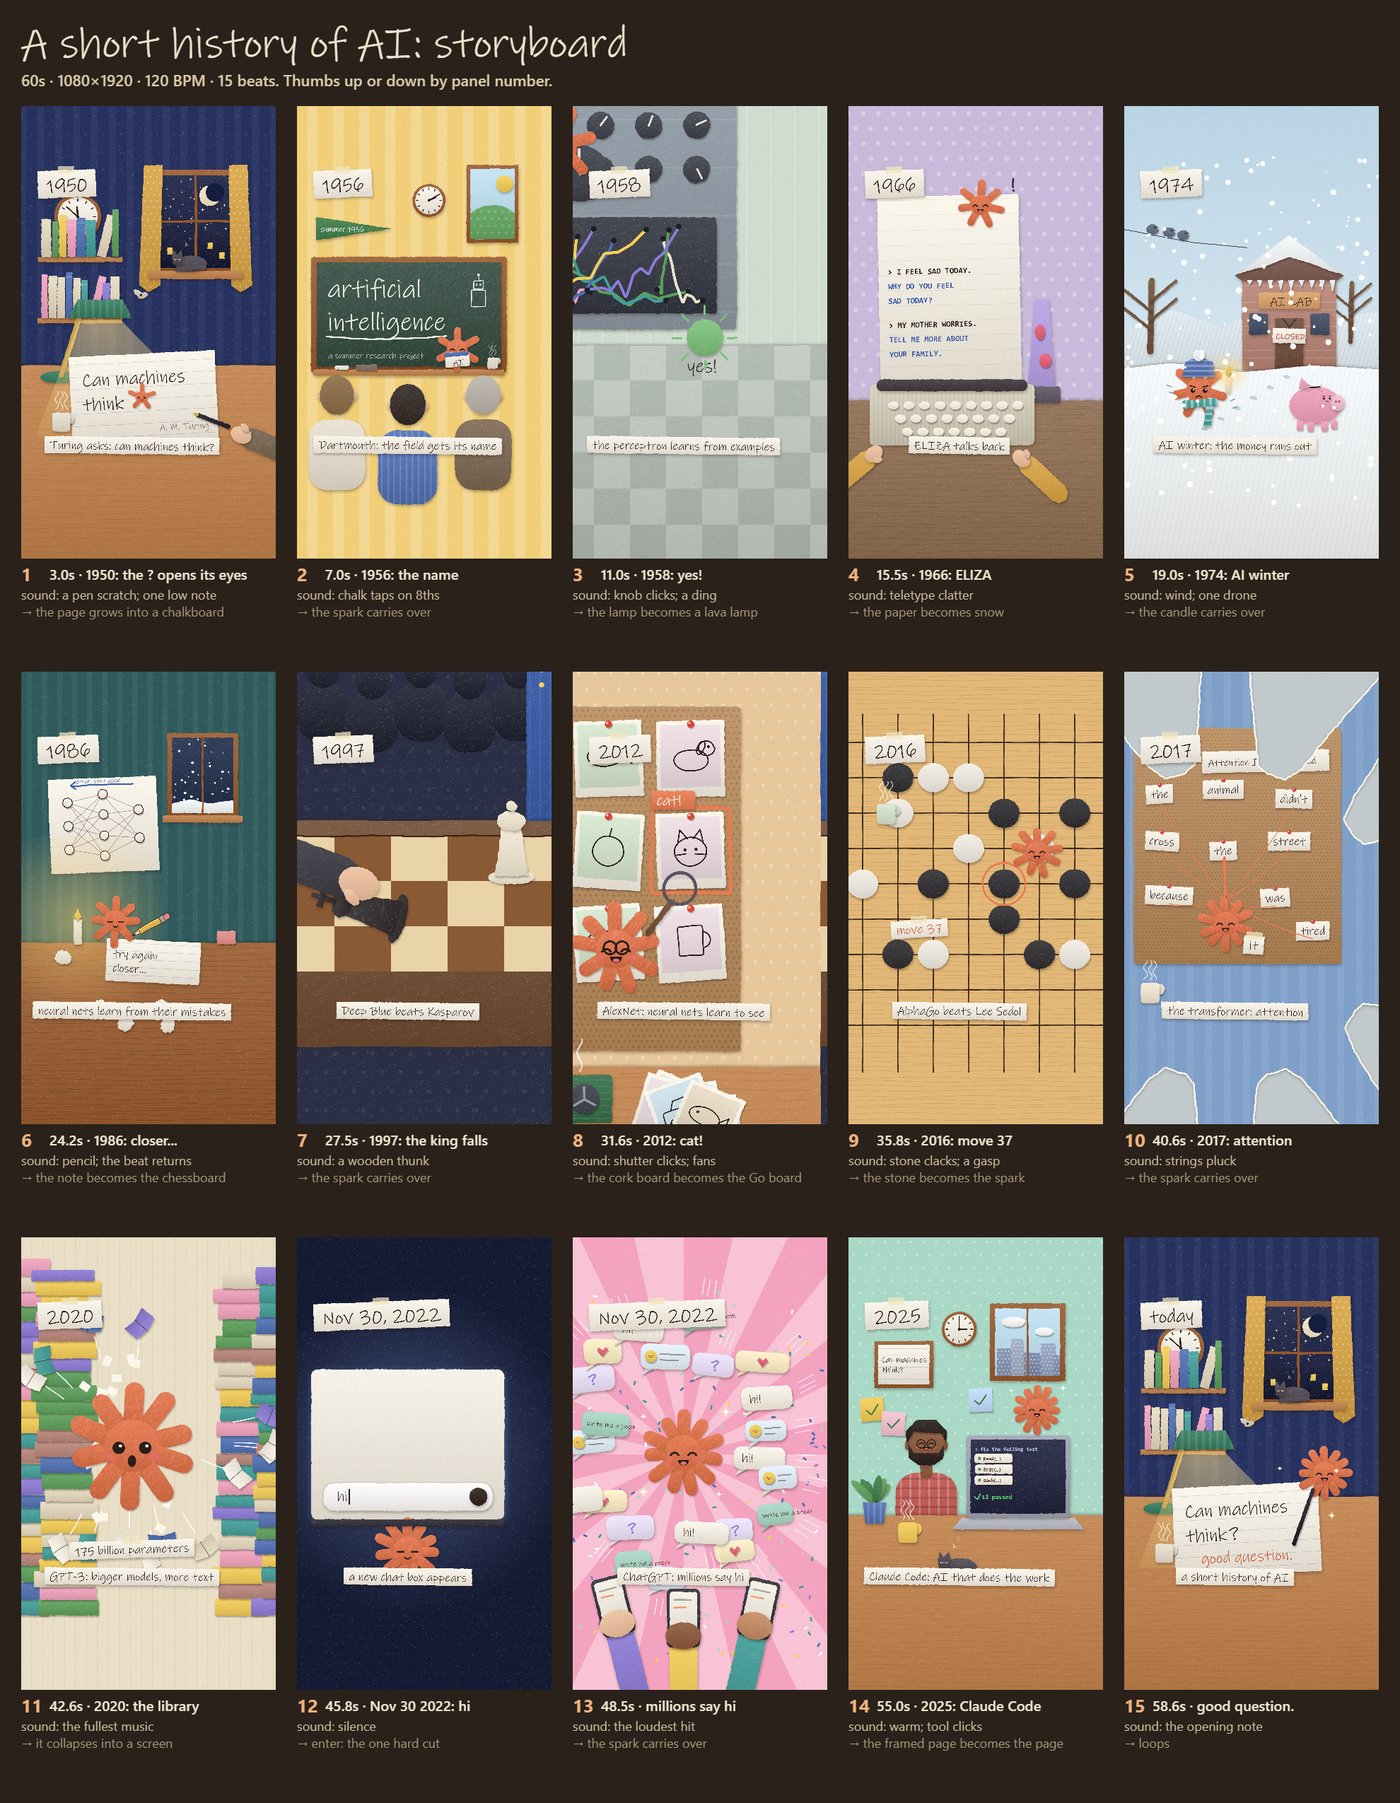 A short history of AI: storyboard
60s · 1080×1920 · 120 BPM · 15 beats. Thumbs up or down by panel number.
1950
Can machines
think
A. M. Turing
Turing asks: can machines think?
1 3.0s · 1950: the ? opens its eyes
sound: a pen scratch; one low note
→ the page grows into a chalkboard
1956
summer 1956
artificial
intelligence
a summer research project
Dartmouth: the field gets its name
2 7.0s · 1956: the name
sound: chalk taps on 8ths
→ the spark carries over
1958
yes!
the perceptron learns from examples
3 11.0s · 1958: yes!
sound: knob clicks; a ding
→ the lamp becomes a lava lamp
1966
!
> I FEEL SAD TODAY.
WHY DO YOU FEEL
SAD TODAY?
> MY MOTHER WORRIES.
TELL ME MORE ABOUT
YOUR FAMILY.
ELIZA talks back
4 15.5s · 1966: ELIZA
sound: teletype clatter
→ the paper becomes snow
1974
AI LAB
CLOSED
AI winter: the money runs out
5 19.0s · 1974: AI winter
sound: wind; one drone
→ the candle carries over
1986
try again
closer...
neural nets learn from their mistakes
6 24.2s · 1986: closer...
sound: pencil; the beat returns
→ the note becomes the chessboard
1997
Deep Blue beats Kasparov
7 27.5s · 1997: the king falls
sound: a wooden thunk
→ the spark carries over
2012
cat!
AlexNet: neural nets learn to see
8 31.6s · 2012: cat!
sound: shutter clicks; fans
→ the cork board becomes the Go board
2016
move 37
AlphaGo beats Lee Sedol
9 35.8s · 2016: move 37
sound: stone clacks; a gasp
→ the stone becomes the spark
2017
Attention I
the
animal
didn't
cross
the
street
because
was
tired
it
the transformer: attention
10 40.6s · 2017: attention
sound: strings pluck
→ the spark carries over
2020
175 billion parameters
GPT-3: bigger models, more text
11 42.6s · 2020: the library
sound: the fullest music
→ it collapses into a screen
Nov 30, 2022
hi
a new chat box appears
12 45.8s · Nov 30 2022: hi
sound: silence
→ enter: the one hard cut
Nov 30, 2022
?
?
hi!
write me a poem
hi!
write me a poem
?
hi!
?
write me a poem
ChatGPT: millions say hi
13 48.5s · millions say hi
sound: the loudest hit
→ the spark carries over
2025
Can machines
think?
> fix the failing test
12 passed
Claude Code: AI that does the work
14 55.0s · 2025: Claude Code
sound: warm; tool clicks
→ the framed page becomes the page
today
Can machines
think?
good question.
a short history of AI
15 58.6s · good question.
sound: the opening note
→ loops